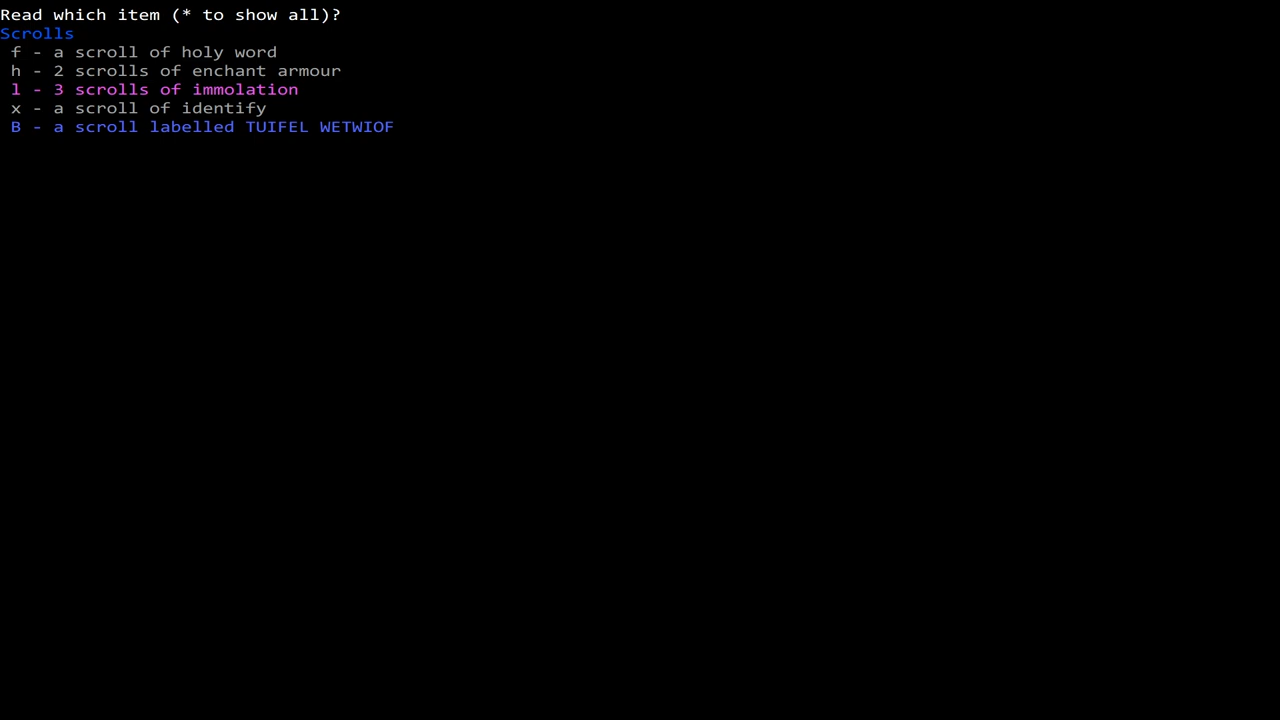 Read which item (* to show all)?
Scrolls
f - a scroll of holy word
h - 2 scrolls of enchant armour
l - 3 scrolls of immolation
x - a scroll of identify
B - a scroll labelled TUIFEL WETWIOF